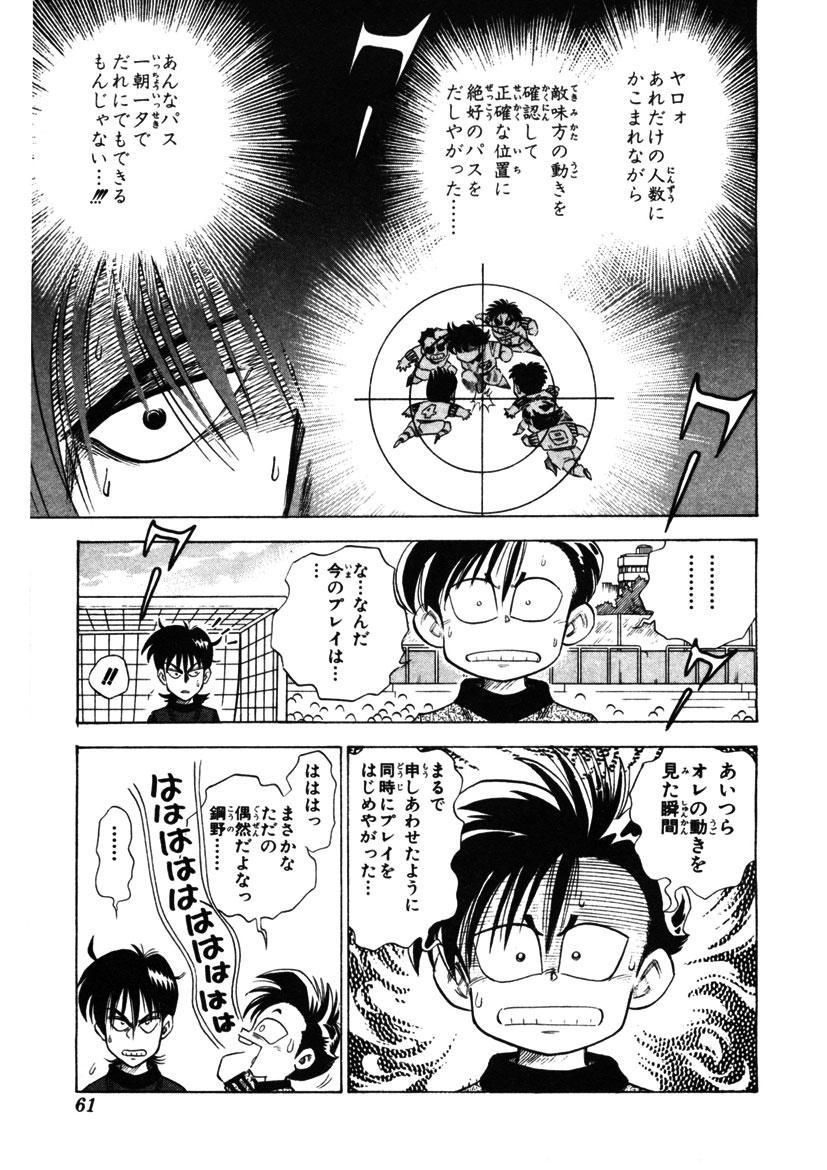 ヤロォ
あれだけの人数に
かこまれながら
敵味方の動きを
確認して
正確な位置に
絶好のパスを
だしやがった……
あんなパス
一朝一夕で
だれにでもできる
もんじゃない…!!!
……
……
な…なんだ
今のプレイは…
…
!!
あいつら
オレの動きを
見た瞬間
まるで
申しあわせたように
同時にプレイを
はじめやがった…
はははっ
まさかな
ただの
偶然だよなっ
鋼野……
はははははははは
……
61